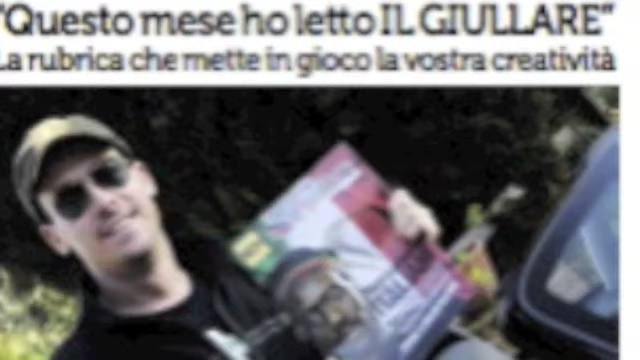 "Questo mese ho letto IL GIULLARE"
La rubrica che mette in gioco la vostra creatività